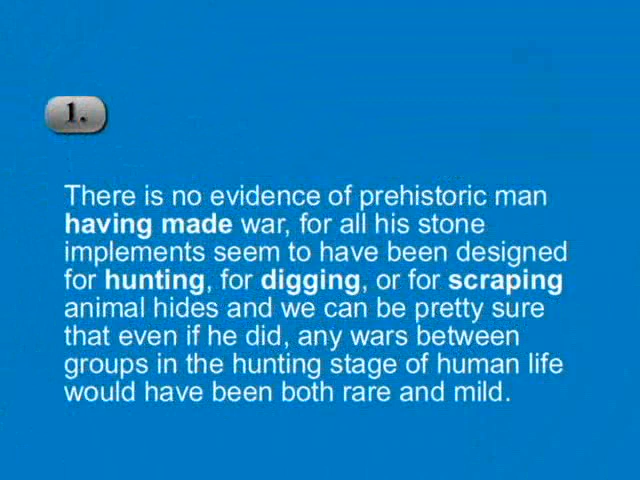 1.
There is no evidence of prehistoric man
having made war, for all his stone
implements seem to have been designed
for hunting, for digging, or for scraping
animal hides and we can be pretty sure
that even if he did, any wars between
groups in the hunting stage of human life
would have been both rare and mild.